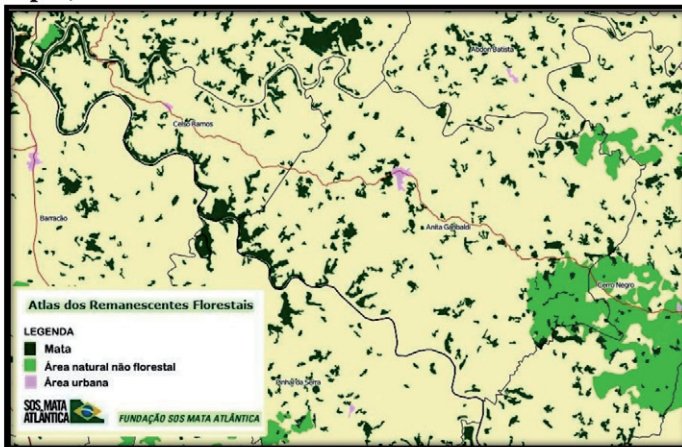 Abdon Batista
Celso Ramos
Barracão
Anita Garibaldi
Cerro Negro
Atlas dos Remanescentes Florestais
LEGENDA
Mata
Área natural não florestal
Área urbana
SOS MATA
ATLÂNTICA
FUNDAÇÃO SOS MATA ATLÂNTICA